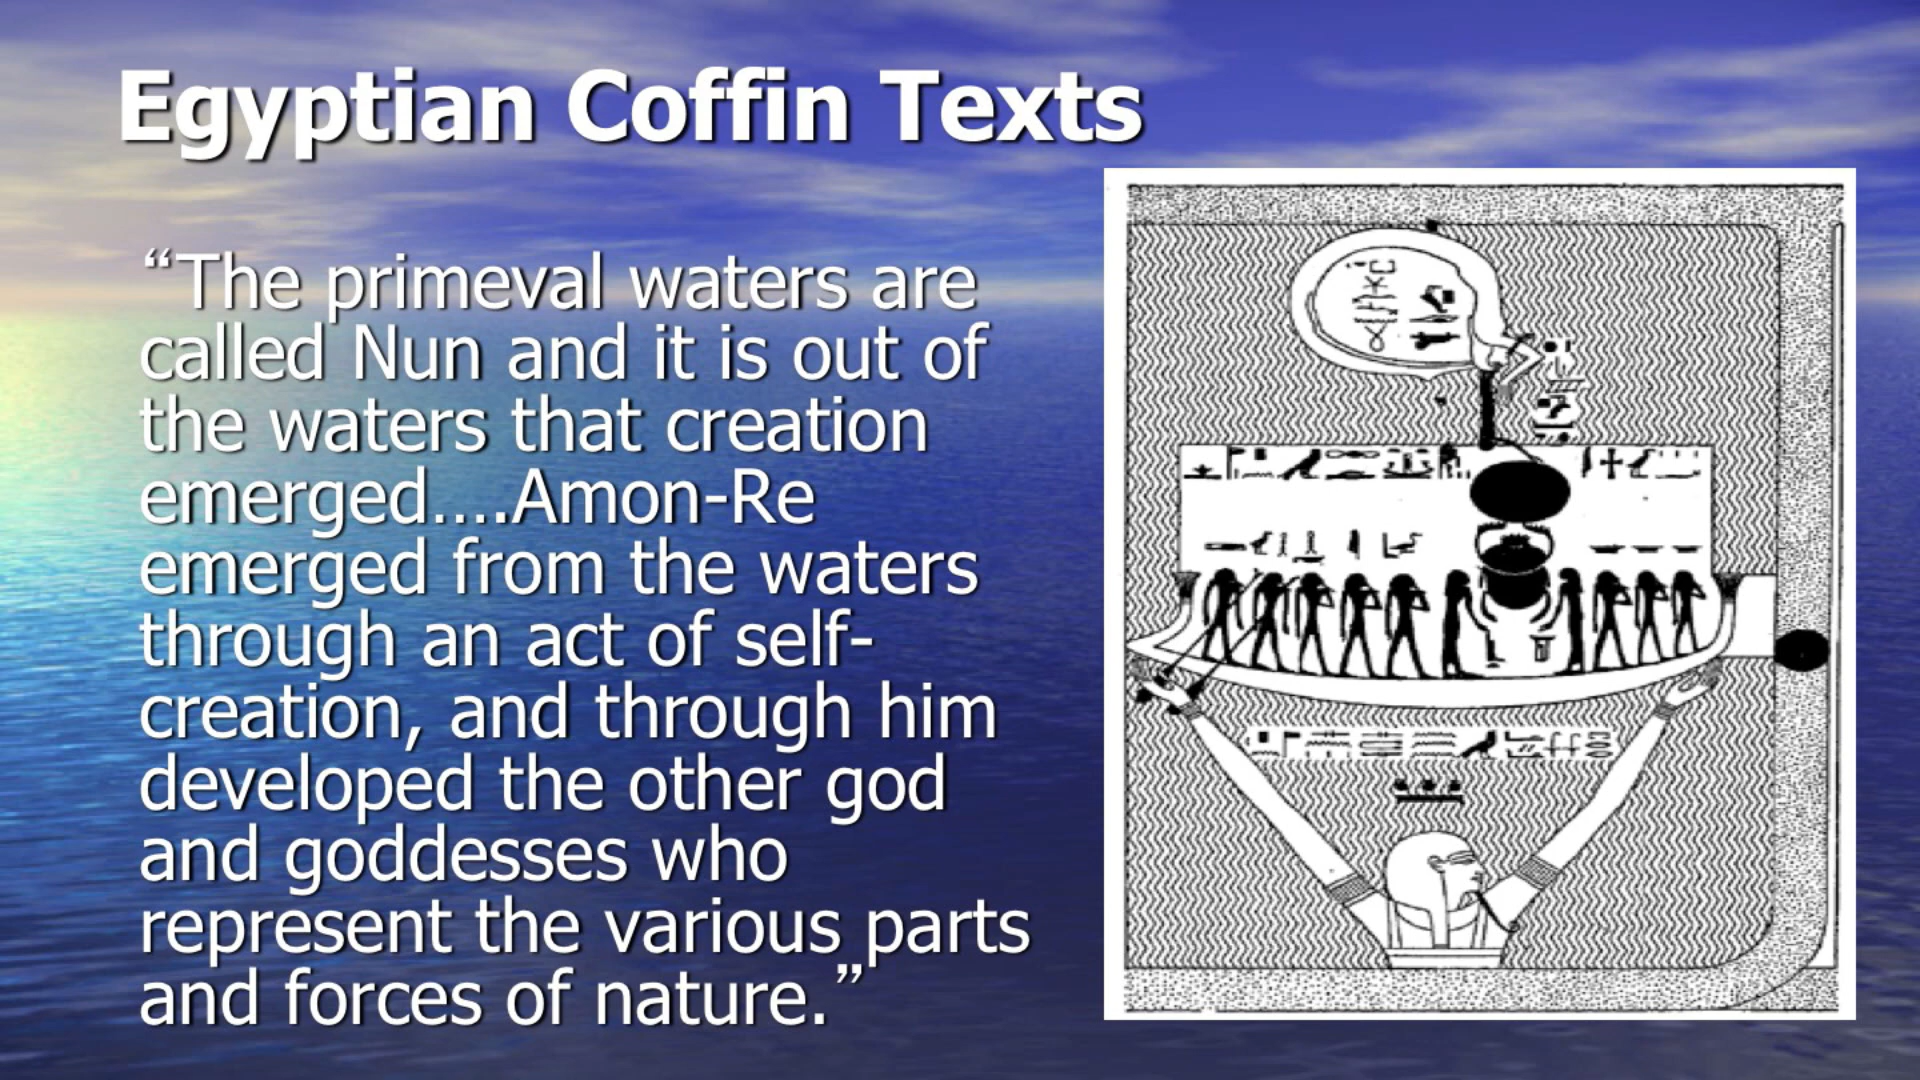 Egyptian Coffin Texts
“The primeval waters are
called Nun and it is out of
the waters that creation
emerged….Amon-Re
emerged from the waters
through an act of self-
creation, and through him
developed the other god
and goddesses who
represent the various parts
and forces of nature.”